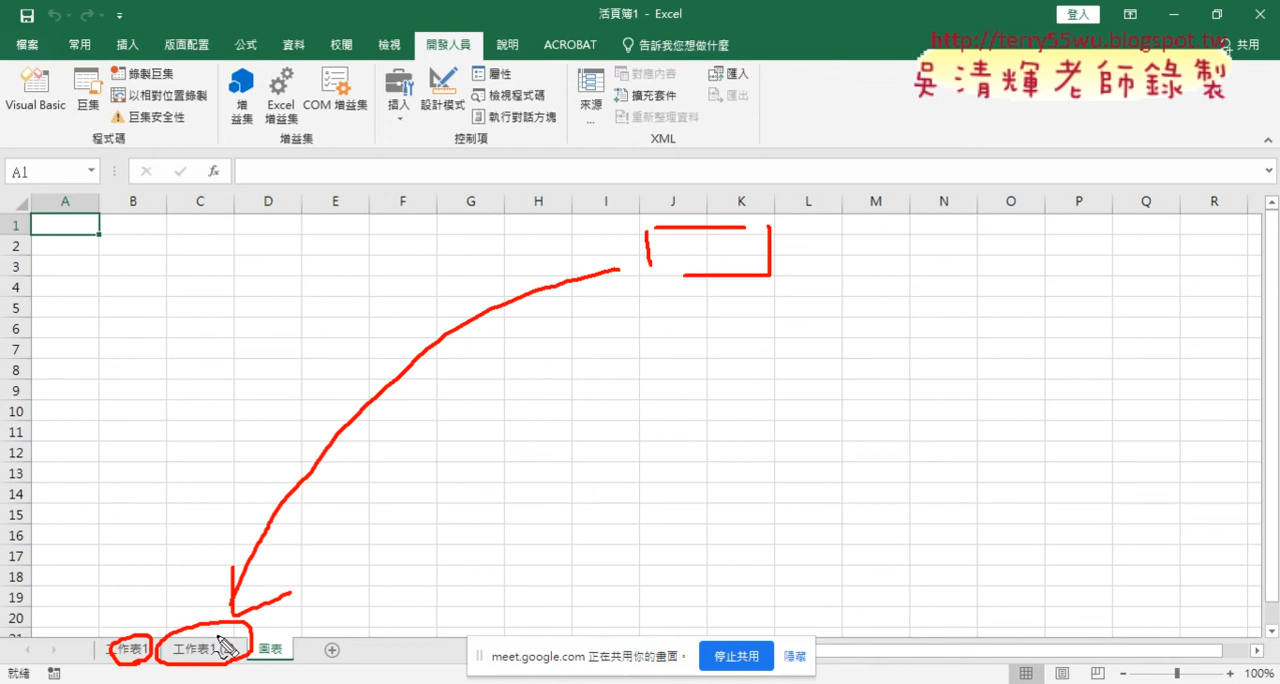 活頁簿1 - Excel
登入
檔案 常用 插入 版面配置 公式 資料 校閱 檢視 開發人員 說明 ACROBAT 告訴我您想做什麼 共用
http://terry55wu.blogspot.tw
吳清輝老師錄製
Visual Basic 巨集 錄製巨集
以相對位置錄製
巨集安全性
程式碼
增益集 Excel 增益集 COM 增益集
增益集
插入 設計模式 屬性
檢視程式碼
執行對話方塊
控制項
來源... 對應內容
擴充套件
重新整理資料
匯入
匯出
XML
A1 fx
A B C D E F G H I J K L M N O P Q R
1
2
3
4
5
6
7
8
9
10
11
12
13
14
15
16
17
18
19
20
21
工作表1 工作表1 圖表
meet.google.com 正在共用你的畫面。 停止共用 隱藏
就緒 100%